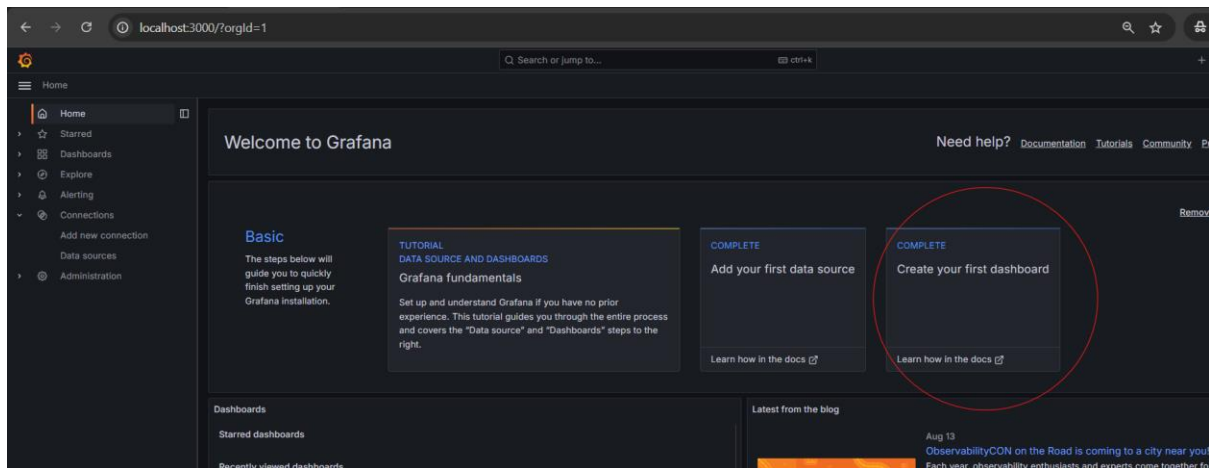 localhost:3000/?orgId=1
Search or jump to...
ctrl+k
Home
Home
Starred
Dashboards
Explore
Alerting
Connections
Add new connection
Data sources
Administration
Welcome to Grafana
Need help?
Documentation
Tutorials
Community
Basic
The steps below will
guide you to quickly
finish setting up your
Grafana installation.
TUTORIAL
DATA SOURCE AND DASHBOARDS
Grafana fundamentals
Set up and understand Grafana if you have no prior
experience. This tutorial guides you through the entire process
and covers the "Data source" and "Dashboards" steps to the
right.
COMPLETE
Add your first data source
Learn how in the docs
COMPLETE
Create your first dashboard
Learn how in the docs
Remov
Dashboards
Starred dashboards
Recently viewed dashboards
Latest from the blog
Aug 13
ObservabilityCON on the Road is coming to a city near you!
Each year, observability enthusiasts and experts come together fo